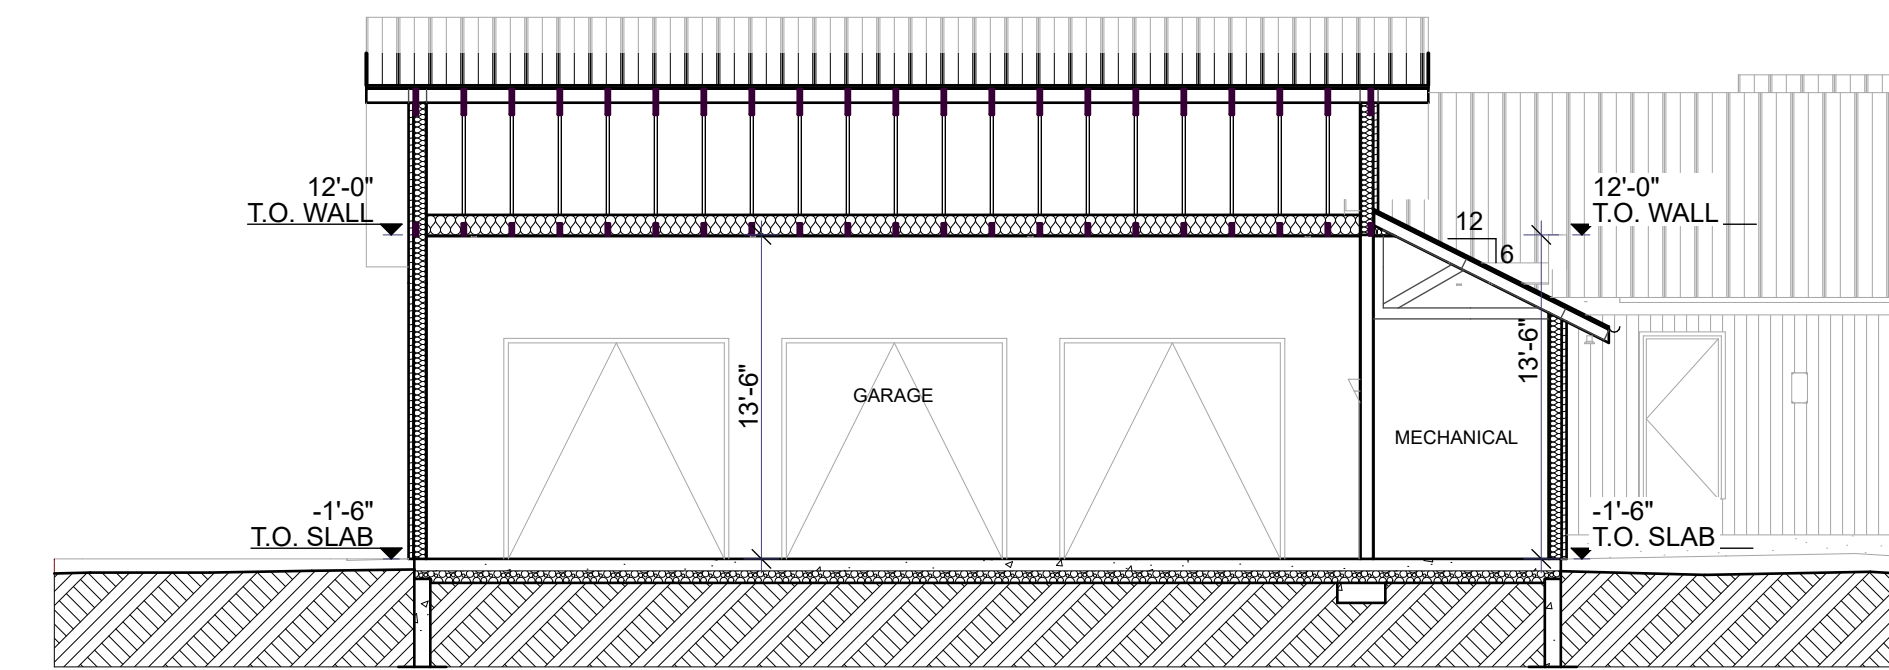 12'-0"
T.O. WALL
12'-0"
T.O. WALL
12
6
13'-6"
13'-6"
GARAGE
MECHANICAL
-1'-6"
T.O. SLAB
-1'-6"
T.O. SLAB